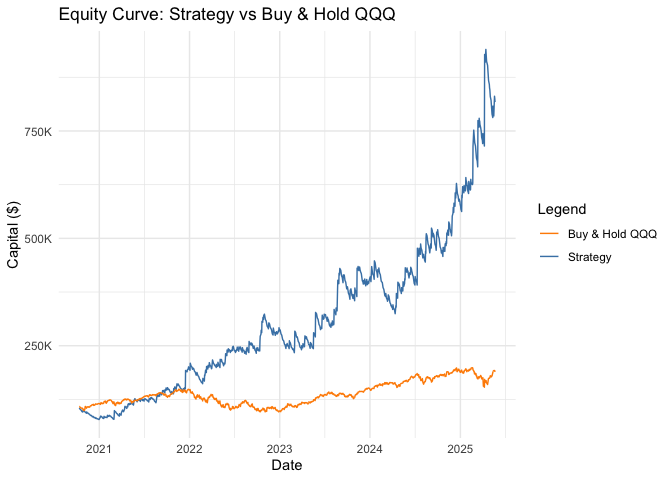 Equity Curve: Strategy vs Buy & Hold QQQ
Capital ($)
750K
500K
250K
2021 2022 2023 2024 2025
Date
Legend
Buy & Hold QQQ
Strategy